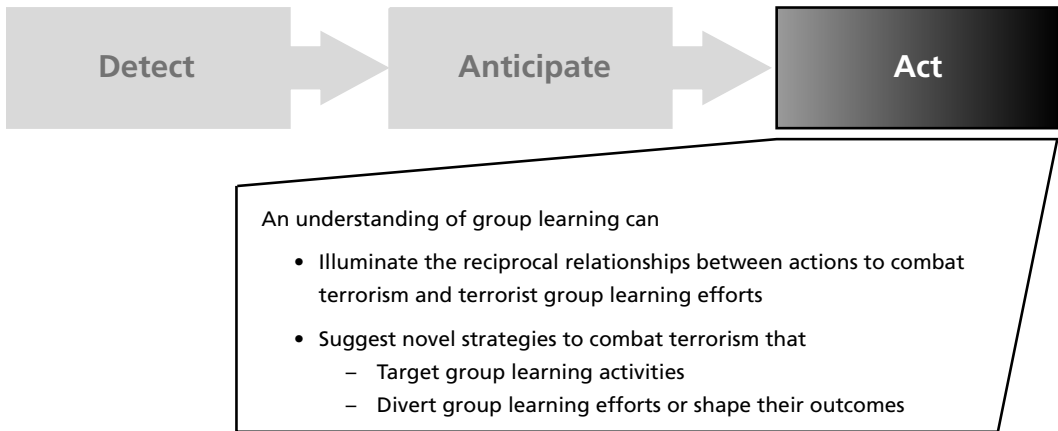 Detect
Anticipate
Act
An understanding of group learning can
• Illuminate the reciprocal relationships between actions to combat
terrorism and terrorist group learning efforts
• Suggest novel strategies to combat terrorism that
– Target group learning activities
– Divert group learning efforts or shape their outcomes